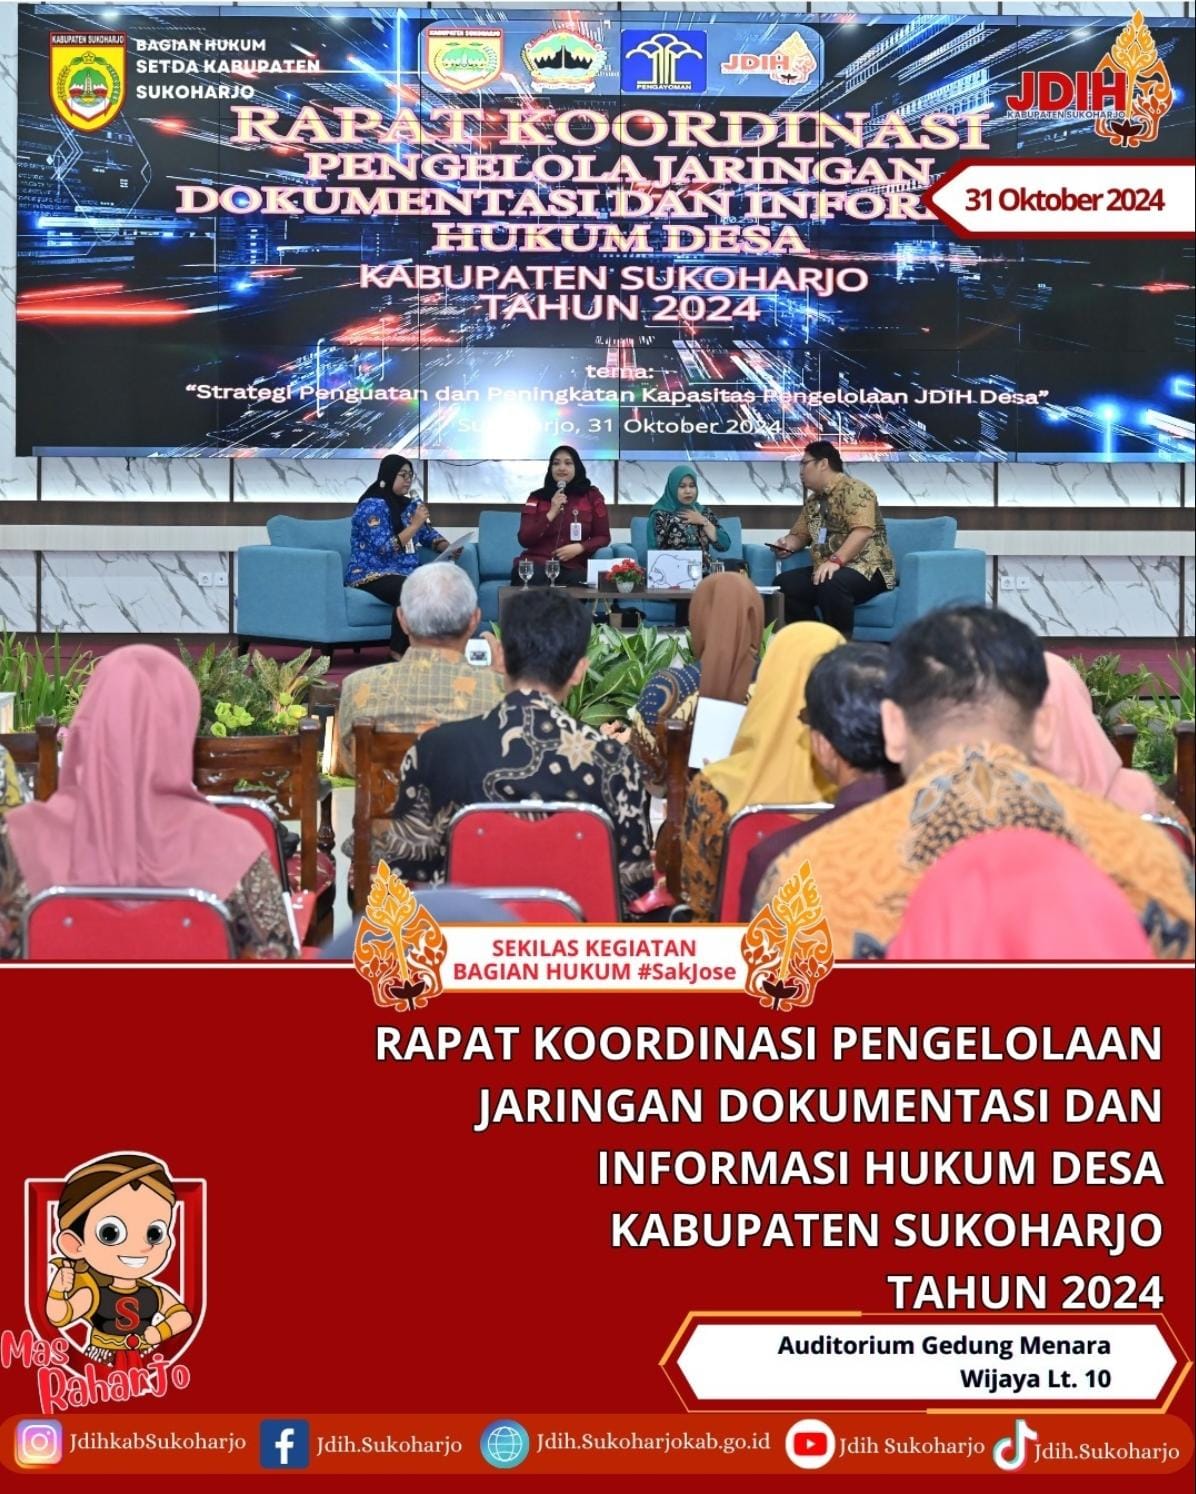 KABUPATEN SUKOHARJO
BAGIAN HUKUM
SETDA KABUPATEN
SUKOHARJO
KABUPATEN SUKOHARJO
PENGAYOMAN
JDIH
JDIH
KABUPATEN SUKOHARJO
RAPAT KOORDINASI
PENGELOLA JARINGAN
DOKUMENTASI DAN INFOR
HUKUM DESA
KABUPATEN SUKOHARJO
TAHUN 2024
31 Oktober 2024
tema:
"Strategi Penguatan dan Peningkatan Kapasitas Pengelolaan JDIH Desa"
31 Oktober 2024
SEKILAS KEGIATAN
BAGIAN HUKUM #SakJose
RAPAT KOORDINASI PENGELOLAAN
JARINGAN DOKUMENTASI DAN
INFORMASI HUKUM DESA
KABUPATEN SUKOHARJO
TAHUN 2024
S
Mas
Raharjo
Auditorium Gedung Menara
Wijaya Lt. 10
JdihkabSukoharjo
Jdih.Sukoharjo
Jdih.Sukoharjokab.go.id
Jdih Sukoharjo
Jdih.Sukoharjo